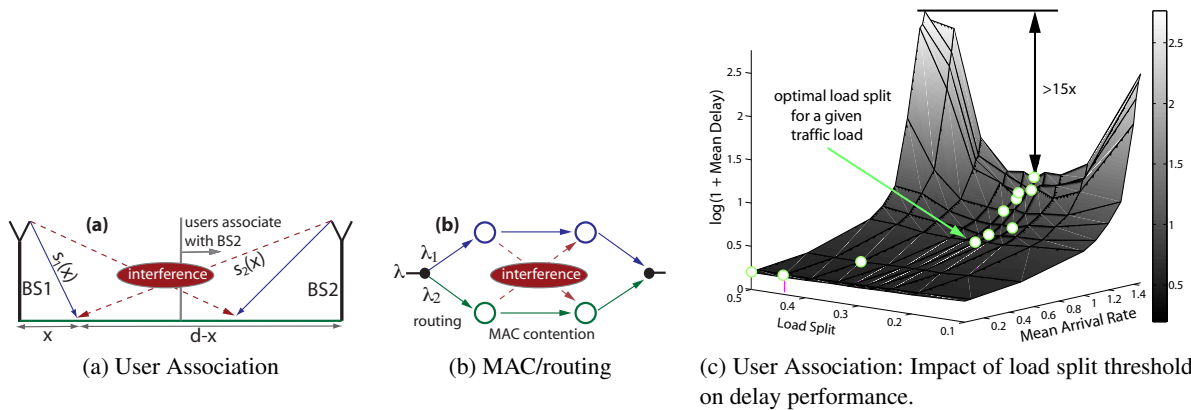 (a)
users associate
with BS2
s₁(x)
interference
s₂(x)
BS1
BS2
x
d-x
(a) User Association
(b)
λ
λ₁
λ₂
interference
routing
MAC contention
(b) MAC/routing
log(1 + Mean Delay)
2.5
2
1.5
1
0.5
0
optimal load split
for a given
traffic load
>15x
0.5
0.4
0.3
0.2
0.1
Load Split
0.2
0.4
0.6
0.8
1
1.2
1.4
Mean Arrival Rate
2.5
2
1.5
1
0.5
(c) User Association: Impact of load split threshold
on delay performance.